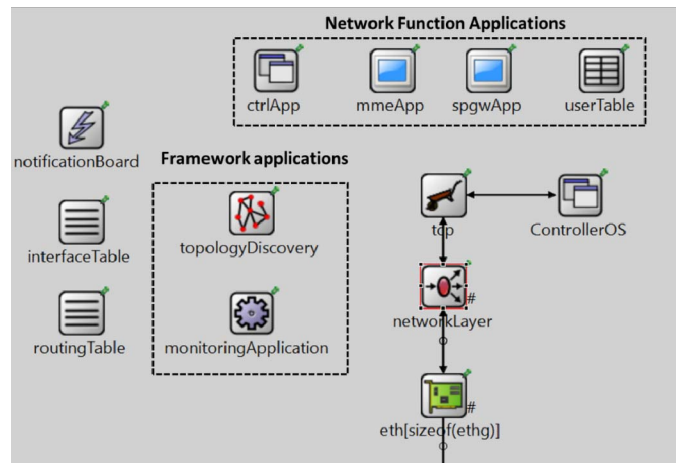 Network Function Applications
ctrlApp
mmeApp
spgwApp
userTable
notificationBoard
Framework applications
interfaceTable
topologyDiscovery
tcp
ControllerOS
routingTable
monitoringApplication
#
networkLayer
#
eth[sizeof(ethg)]